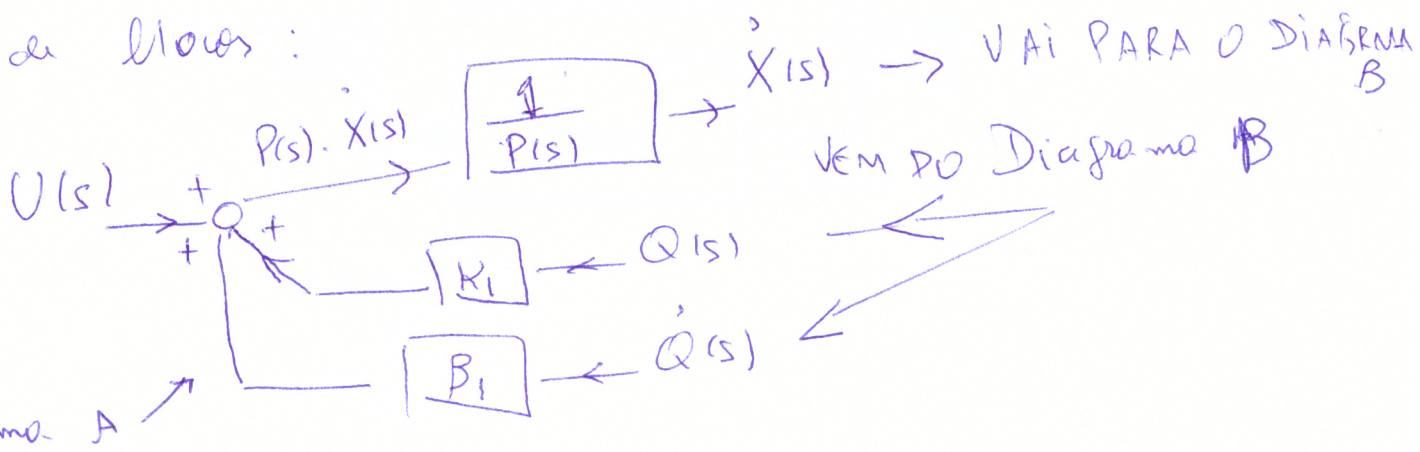 de blocos :
Ẋ(s) → VAI PARA O DIAGRAMA
B
P(s). Ẋ(s)
1
P(s)
VEM DO Diagrama B
U(s)
+
+
+
K1
Q(s)
B1
Q̇(s)
ma A